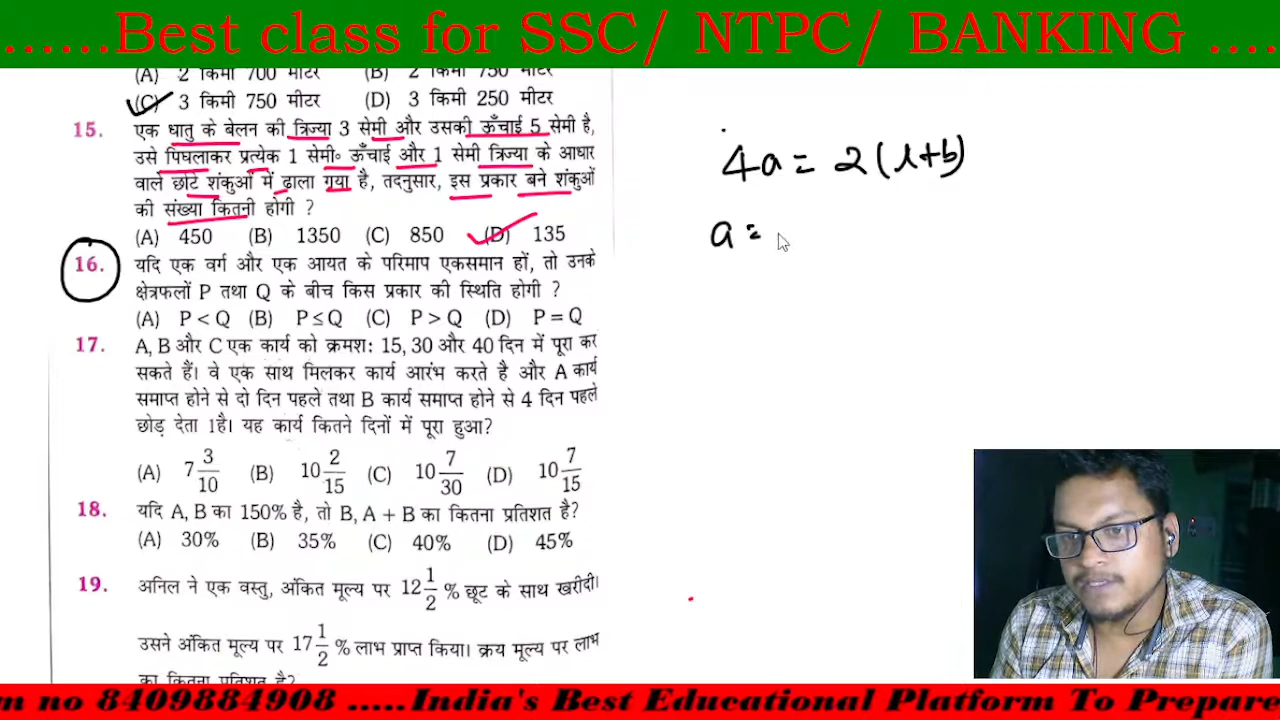 ......Best class for SSC/ NTPC/ BANKING ....
(A) 2 किमी 700 मीटर (B) 2 किमी 750 मीटर
(C) 3 किमी 750 मीटर (D) 3 किमी 250 मीटर
15. एक धातु के बेलन की त्रिज्या 3 सेमी और उसकी ऊँचाई 5 सेमी है,
उसे पिघलाकर प्रत्येक 1 सेमी० ऊँचाई और 1 सेमी त्रिज्या के आधार
वाले छोटे शंकुओं में ढाला गया है, तदनुसार, इस प्रकार बने शंकुओं
की संख्या कितनी होगी ?
(A) 450 (B) 1350 (C) 850 (D) 135
16. यदि एक वर्ग और एक आयत के परिमाप एकसमान हों, तो उनके
क्षेत्रफलों P तथा Q के बीच किस प्रकार की स्थिति होगी ?
(A) P < Q (B) P ≤ Q (C) P > Q (D) P = Q
17. A, B और C एक कार्य को क्रमश: 15, 30 और 40 दिन में पूरा कर
सकते हैं। वे एक साथ मिलकर कार्य आरंभ करते है और A कार्य
समाप्त होने से दो दिन पहले तथा B कार्य समाप्त होने से 4 दिन पहले
छोड़ देता 1है। यह कार्य कितने दिनों में पूरा हुआ?
(A) 7 3/10 (B) 10 2/15 (C) 10 7/30 (D) 10 7/15
18. यदि A, B का 150% है, तो B, A + B का कितना प्रतिशत है?
(A) 30% (B) 35% (C) 40% (D) 45%
19. अनिल ने एक वस्तु, अंकित मूल्य पर 12 1/2 % छूट के साथ खरीदी।
उसने अंकित मूल्य पर 17 1/2 % लाभ प्राप्त किया। क्रय मूल्य पर लाभ
का कितना प्रतिशत है?
4a = 2(l+b)
a =
m no 8409884908 .....India's Best Educational Platform To Prepare